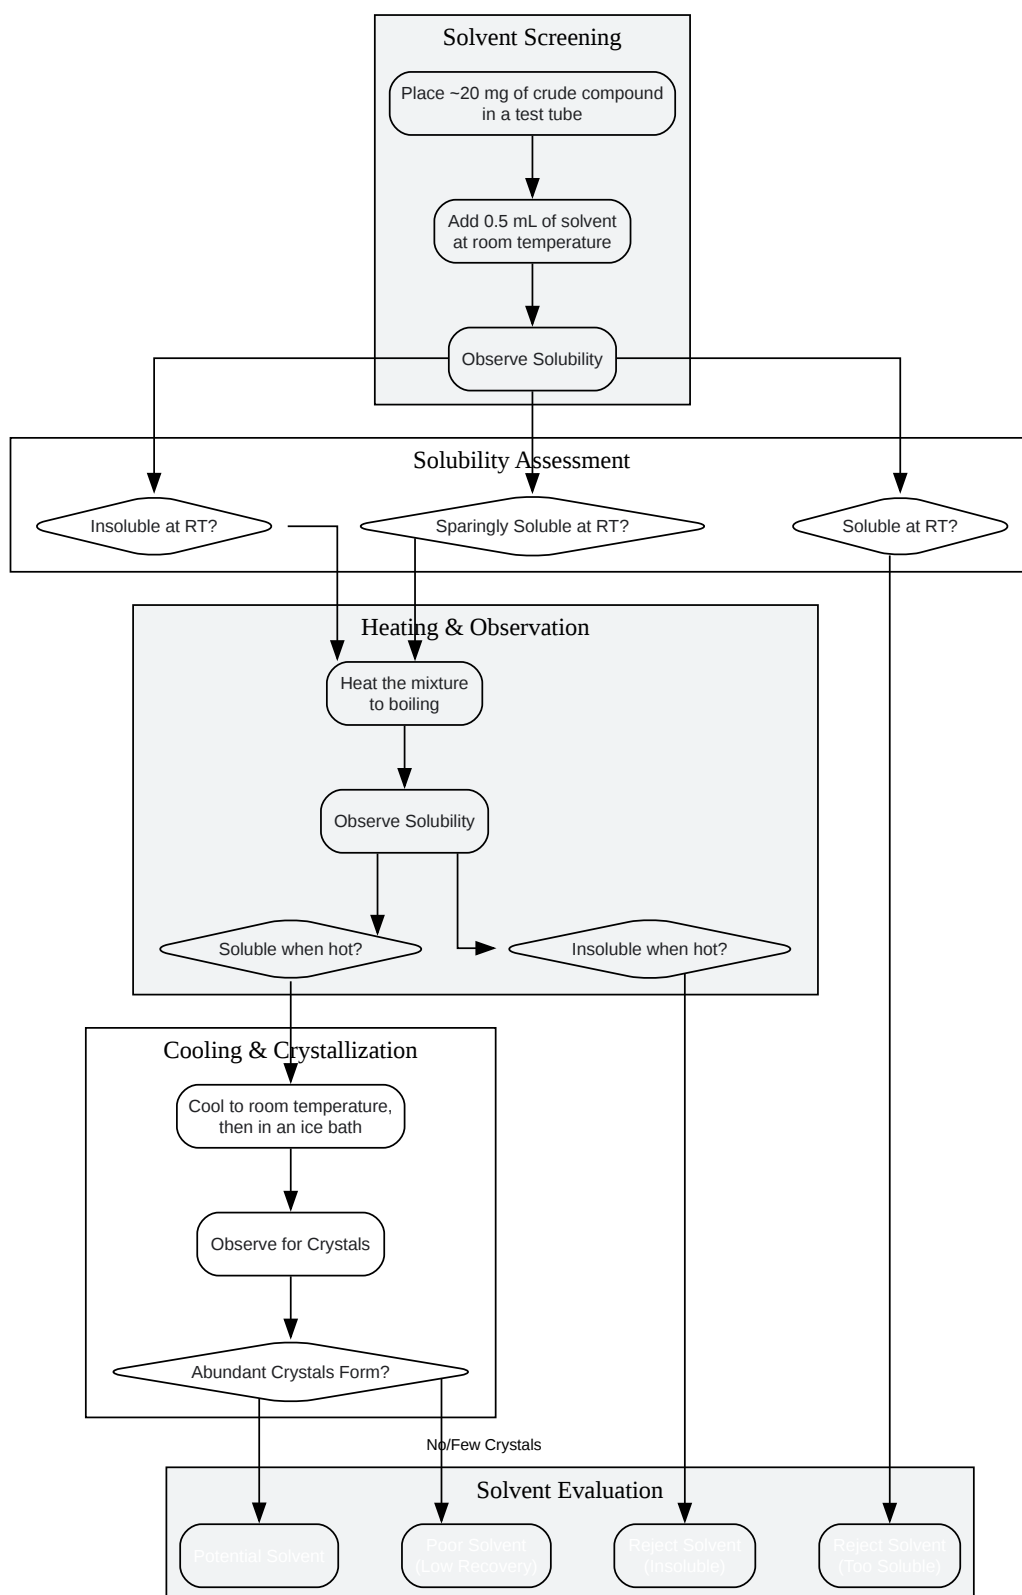 Solvent Screening
Place ~20 mg of crude compound
in a test tube
Add 0.5 mL of solvent
at room temperature
Observe Solubility
Solubility Assessment
Insoluble at RT?
Sparingly Soluble at RT?
Soluble at RT?
Heating & Observation
Heat the mixture
to boiling
Observe Solubility
Soluble when hot?
Insoluble when hot?
Cooling & Crystallization
Cool to room temperature,
then in an ice bath
Observe for Crystals
Abundant Crystals Form?
No/Few Crystals
Solvent Evaluation
Potential Solvent
Poor Solvent
(Low Recovery)
Reject Solvent
(Insoluble)
Reject Solvent
(Too Soluble)